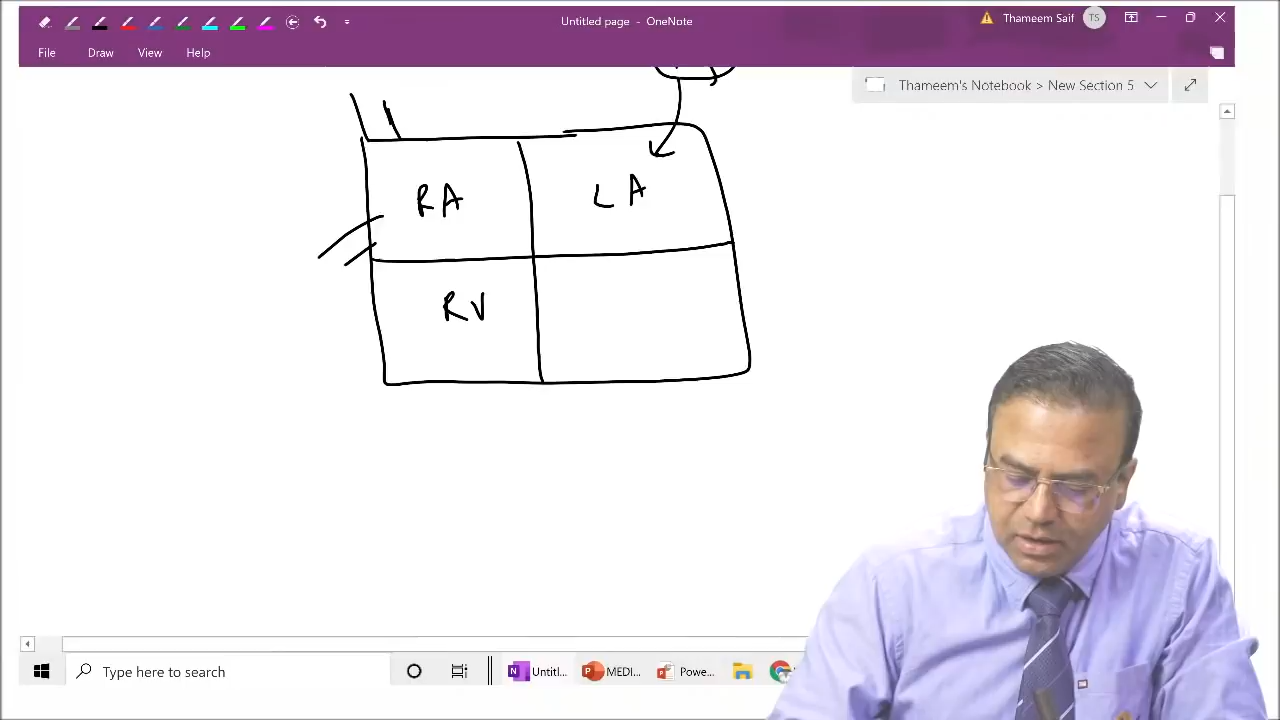 Untitled page - OneNote
Thameem Saif
TS
File
Draw
View
Help
Thameem's Notebook > New Section 5
RA
LA
RV
Type here to search
Untitl...
MEDI...
Powe...